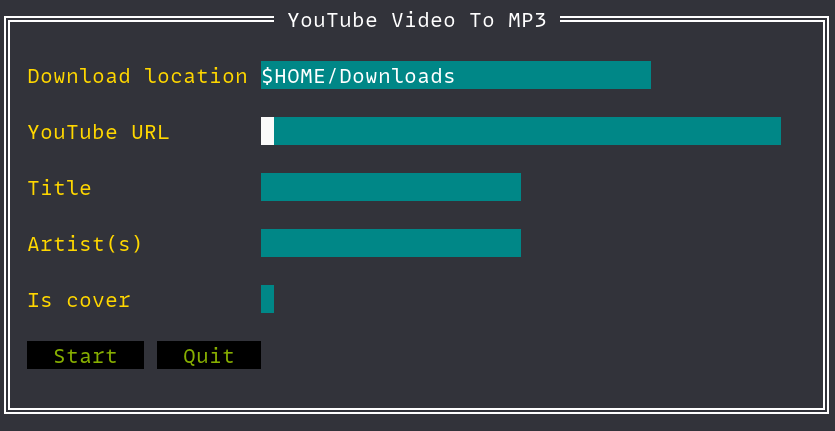 YouTube Video To MP3
Download location $HOME/Downloads
YouTube URL
Title
Artist(s)
Is cover
Start Quit